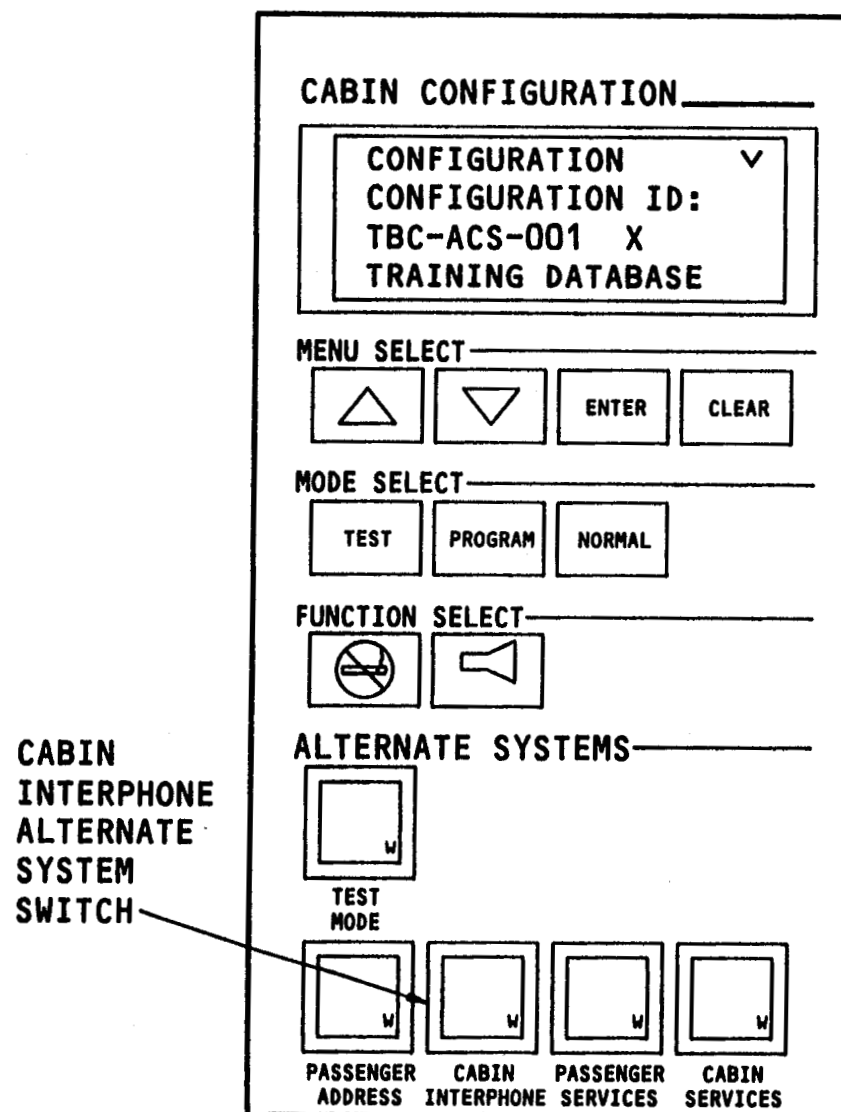 CABIN CONFIGURATION
CONFIGURATION V
CONFIGURATION ID:
TBC-ACS-001 X
TRAINING DATABASE
MENU SELECT
ENTER CLEAR
MODE SELECT
TEST PROGRAM NORMAL
FUNCTION SELECT
ALTERNATE SYSTEMS
W
TEST
MODE
CABIN
INTERPHONE
ALTERNATE
SYSTEM
SWITCH
W W W W
PASSENGER CABIN PASSENGER CABIN
ADDRESS INTERPHONE SERVICES SERVICES